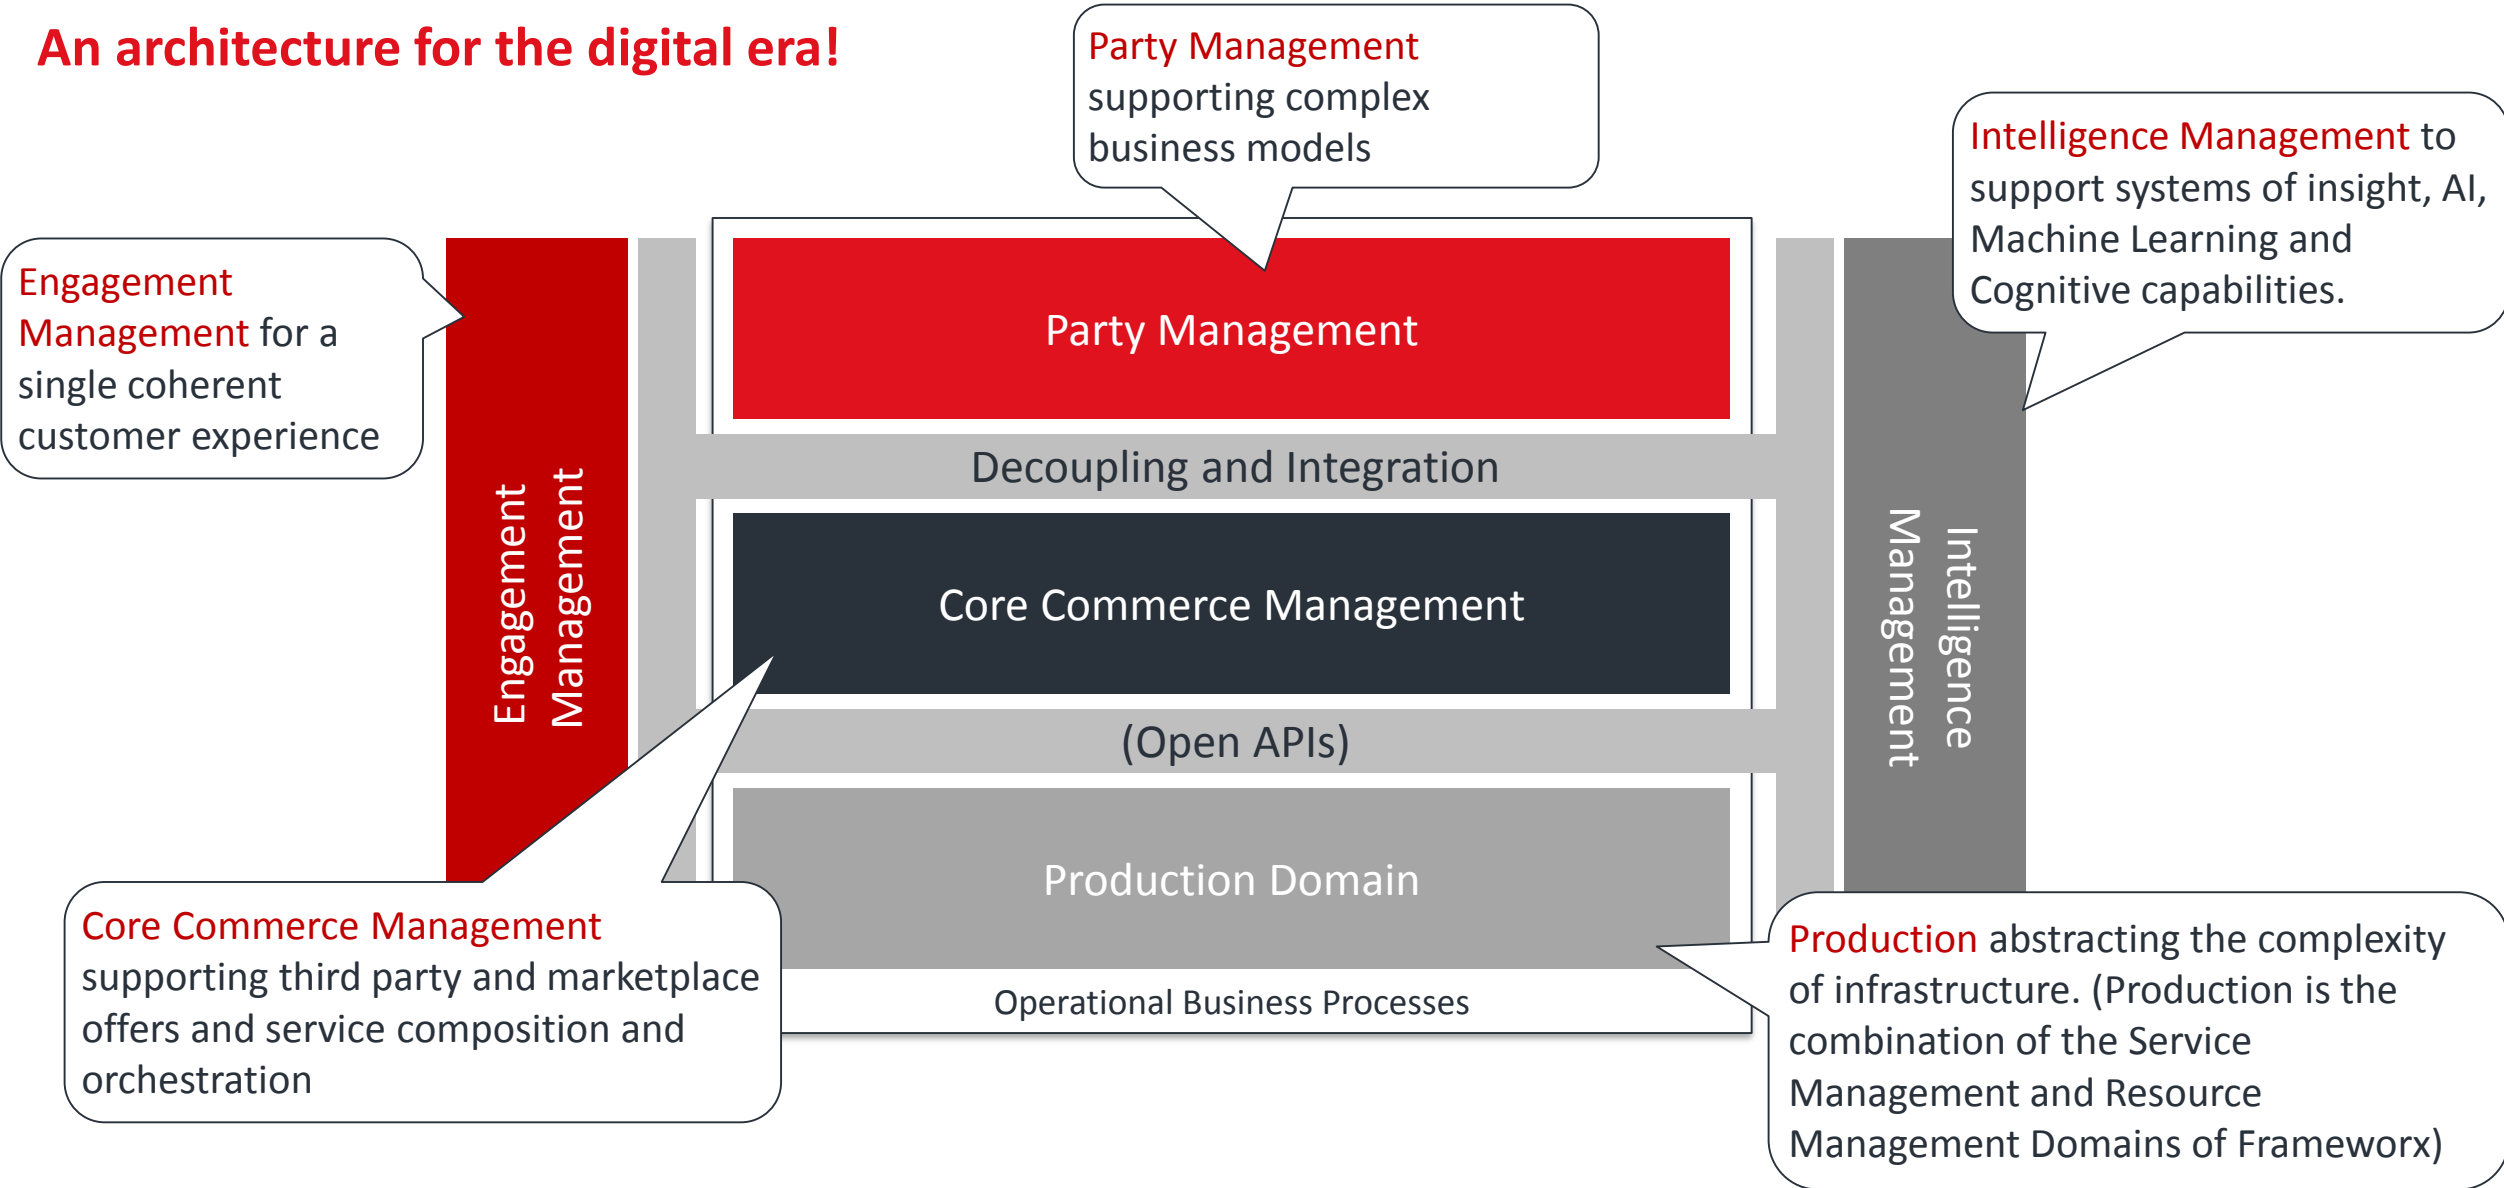 An architecture for the digital era!
Party Management
supporting complex
business models
Intelligence Management to
support systems of insight, AI,
Machine Learning and
Cognitive capabilities.
Engagement
Management for a
single coherent
customer experience
Engagement
Management
Party Management
Decoupling and Integration
Core Commerce Management
(Open APIs)
Production Domain
Operational Business Processes
Intelligence
Management
Core Commerce Management
supporting third party and marketplace
offers and service composition and
orchestration
Production abstracting the complexity
of infrastructure. (Production is the
combination of the Service
Management and Resource
Management Domains of Frameworx)